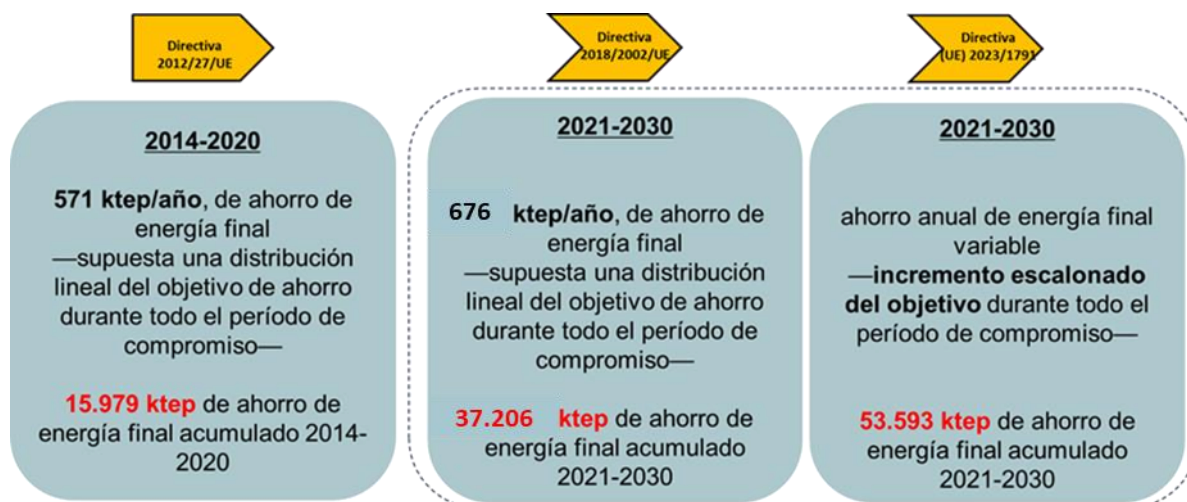 Directiva
2012/27/UE
Directiva
2018/2002/UE
Directiva
(UE) 2023/1791
2014-2020
571 ktep/año, de ahorro de
energía final
—supuesta una distribución
lineal del objetivo de ahorro
durante todo el período de
compromiso—
15.979 ktep de ahorro de
energía final acumulado 2014-
2020
2021-2030
676 ktep/año, de ahorro de
energía final
—supuesta una distribución
lineal del objetivo de ahorro
durante todo el período de
compromiso—
37.206 ktep de ahorro de
energía final acumulado
2021-2030
2021-2030
ahorro anual de energía final
variable
—incremento escalonado
del objetivo durante todo el
período de compromiso—
53.593 ktep de ahorro de
energía final acumulado
2021-2030